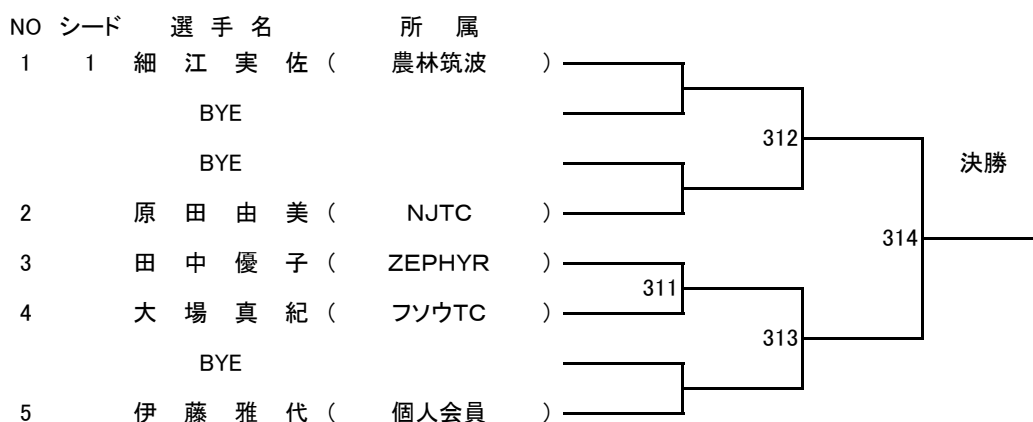 NO シード 選 手 名 所 属
1 1 細 江 実 佐 ( 農林筑波 )
BYE
312
BYE
決勝
2 原 田 由 美 ( NJTC )
314
3 田 中 優 子 ( ZEPHYR )
311
4 大 場 真 紀 ( フソウTC )
313
BYE
5 伊 藤 雅 代 ( 個人会員 )